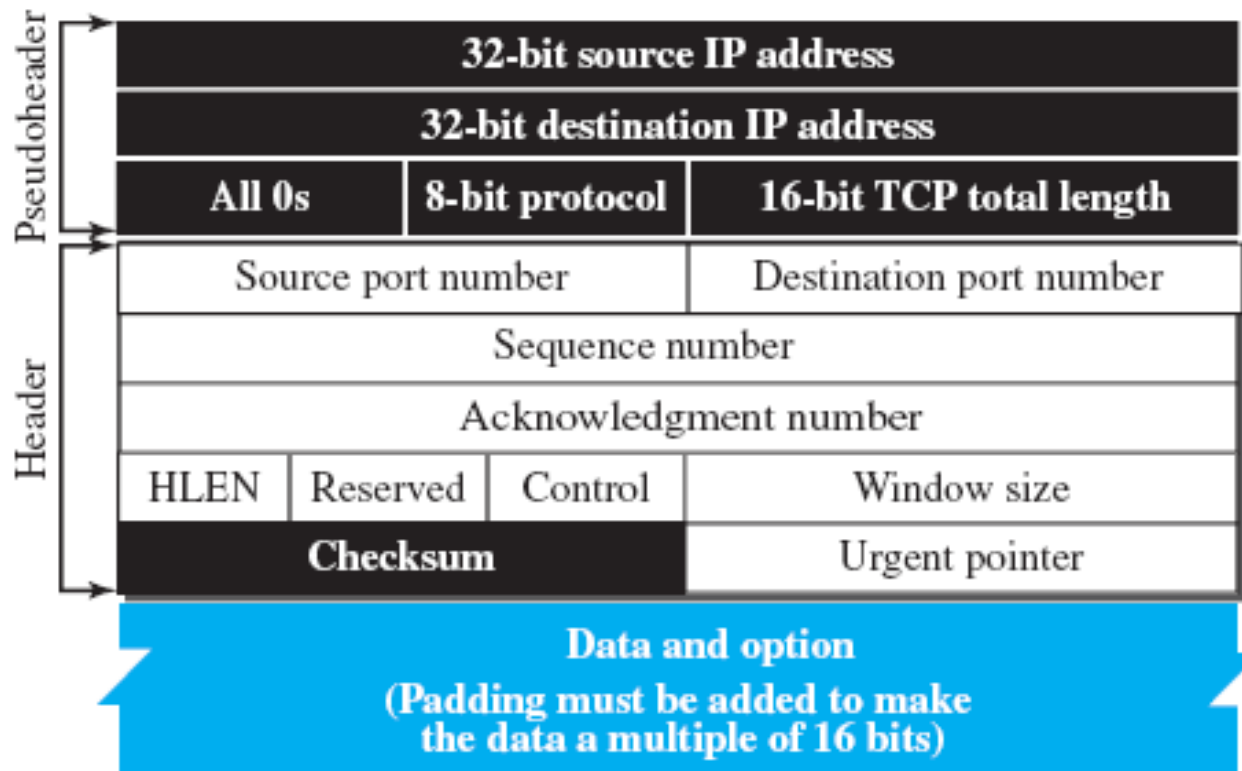 Pseudoheader
32-bit source IP address
32-bit destination IP address
All 0s
8-bit protocol
16-bit TCP total length
Header
Source port number
Destination port number
Sequence number
Acknowledgment number
HLEN
Reserved
Control
Window size
Checksum
Urgent pointer
Data and option
(Padding must be added to make
the data a multiple of 16 bits)